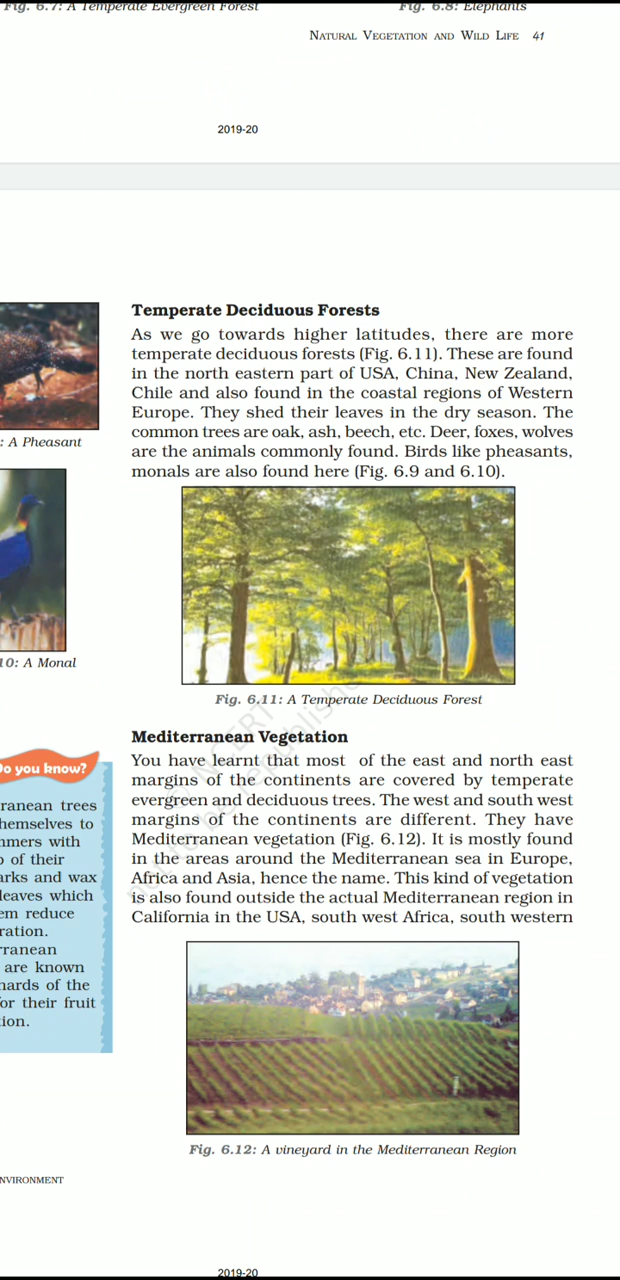 Fig. 6.7: A Temperate Evergreen Forest
Fig. 6.8: Elephants
NATURAL VEGETATION AND WILD LIFE 41
2019-20
Temperate Deciduous Forests
As we go towards higher latitudes, there are more
temperate deciduous forests (Fig. 6.11). These are found
in the north eastern part of USA, China, New Zealand,
Chile and also found in the coastal regions of Western
Europe. They shed their leaves in the dry season. The
common trees are oak, ash, beech, etc. Deer, foxes, wolves
are the animals commonly found. Birds like pheasants,
monals are also found here (Fig. 6.9 and 6.10).
: A Pheasant
10: A Monal
Fig. 6.11: A Temperate Deciduous Forest
Mediterranean Vegetation
You have learnt that most of the east and north east
margins of the continents are covered by temperate
evergreen and deciduous trees. The west and south west
margins of the continents are different. They have
Mediterranean vegetation (Fig. 6.12). It is mostly found
in the areas around the Mediterranean sea in Europe,
Africa and Asia, hence the name. This kind of vegetation
is also found outside the actual Mediterranean region in
California in the USA, south west Africa, south western
Do you know?
ranean trees
hemselves to
mmers with
of their
arks and wax
leaves which
em reduce
ration.
rranean
are known
hards of the
for their fruit
ion.
Fig. 6.12: A vineyard in the Mediterranean Region
NVIRONMENT
2019-20
© NCERT
not to be republished